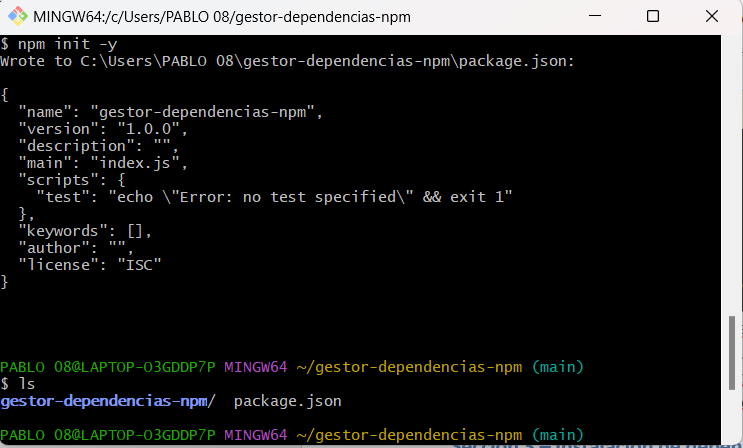 MINGW64:/c/Users/PABLO 08/gestor-dependencias-npm
$ npm init -y
Wrote to C:\Users\PABLO 08\gestor-dependencias-npm\package.json:
{
  "name": "gestor-dependencias-npm",
  "version": "1.0.0",
  "description": "",
  "main": "index.js",
  "scripts": {
    "test": "echo \"Error: no test specified\" && exit 1"
  },
  "keywords": [],
  "author": "",
  "license": "ISC"
}
PABLO 08@LAPTOP-O3GDDP7P MINGW64 ~/gestor-dependencias-npm (main)
$ ls
gestor-dependencias-npm/  package.json
PABLO 08@LAPTOP-O3GDDP7P MINGW64 ~/gestor-dependencias-npm (main)